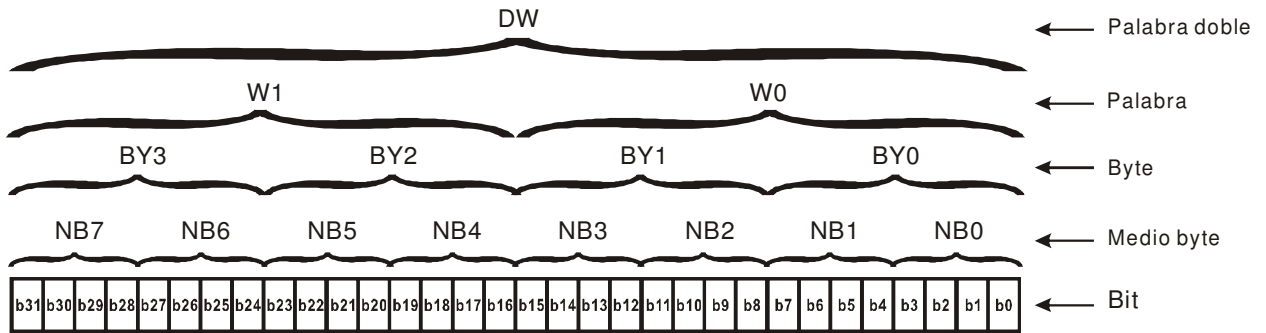 DW Palabra doble
W1 W0 Palabra
BY3 BY2 BY1 BY0 Byte
NB7 NB6 NB5 NB4 NB3 NB2 NB1 NB0 Medio byte
b31 b30 b29 b28 b27 b26 b25 b24 b23 b22 b21 b20 b19 b18 b17 b16 b15 b14 b13 b12 b11 b10 b9 b8 b7 b6 b5 b4 b3 b2 b1 b0 Bit